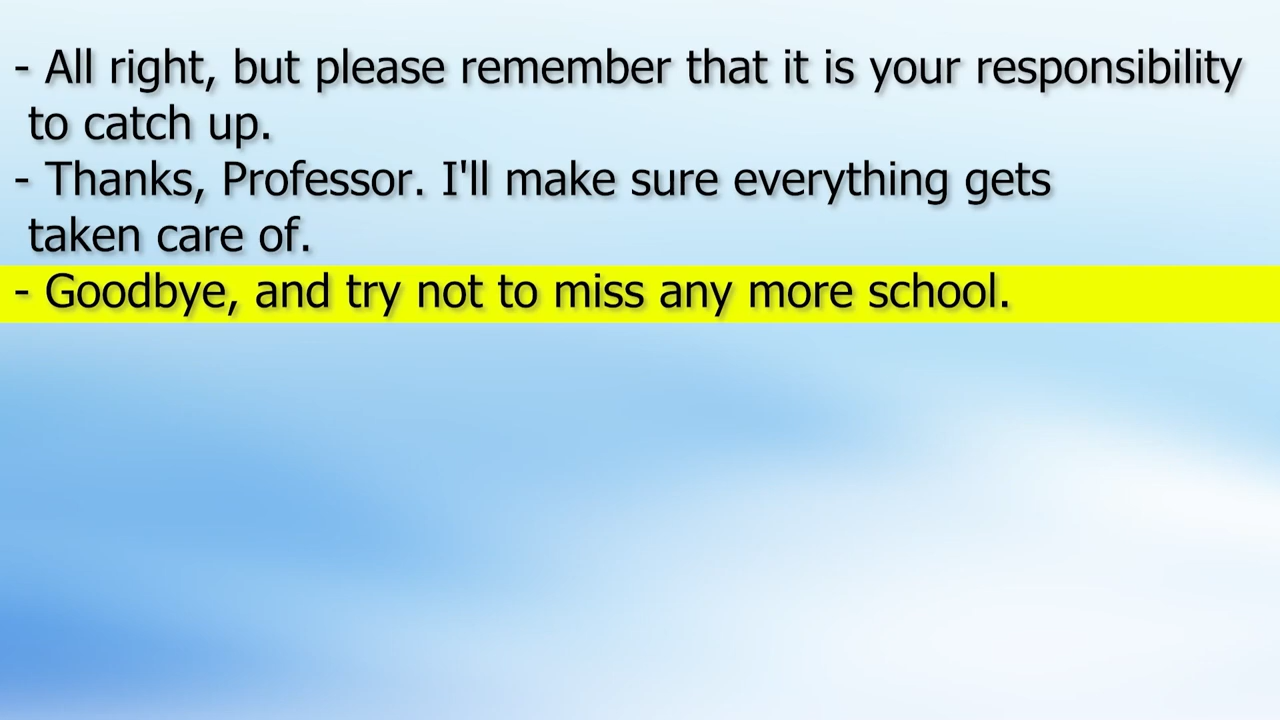 - All right, but please remember that it is your responsibility
to catch up.
- Thanks, Professor. I'll make sure everything gets
taken care of.
- Goodbye, and try not to miss any more school.